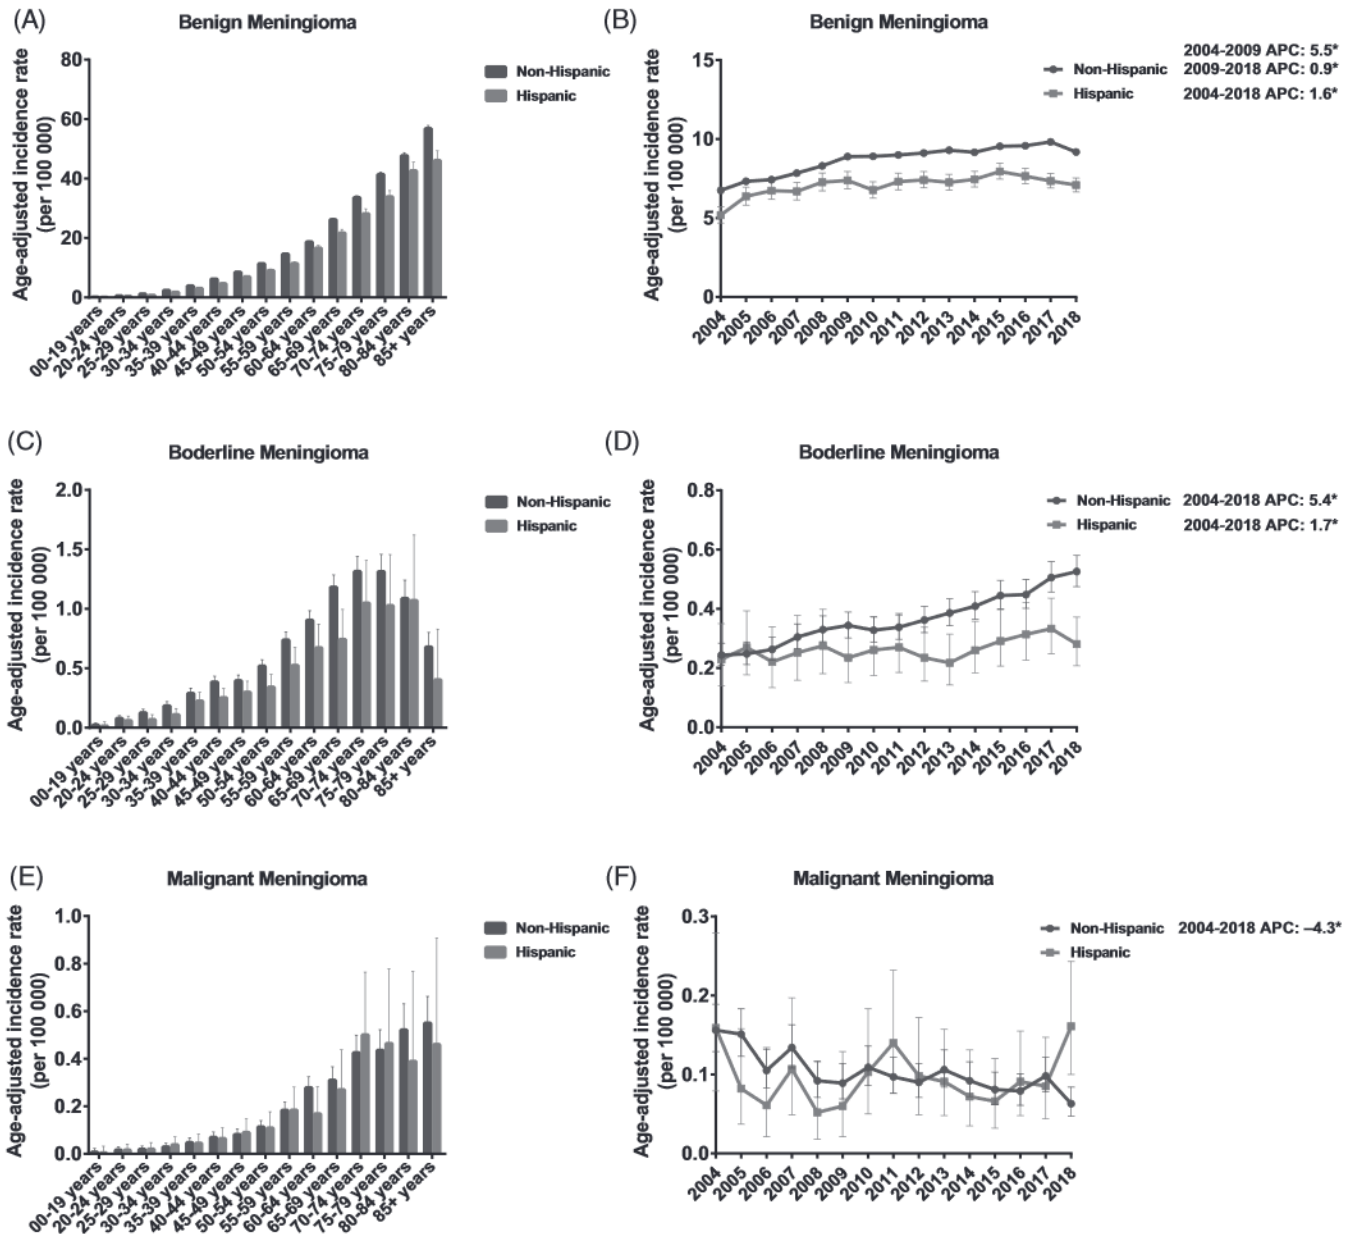 (A)
Benign Meningioma
Age-adjusted incidence rate
(per 100 000)
80
60
40
20
0
00-19 years
20-24 years
25-29 years
30-34 years
35-39 years
40-44 years
45-49 years
50-54 years
55-59 years
60-64 years
65-69 years
70-74 years
75-79 years
80-84 years
85+ years
Non-Hispanic
Hispanic
(B)
Benign Meningioma
Age-adjusted incidence rate
(per 100 000)
15
10
5
0
2004
2005
2006
2007
2008
2009
2010
2011
2012
2013
2014
2015
2016
2017
2018
2004-2009 APC: 5.5*
Non-Hispanic 2009-2018 APC: 0.9*
Hispanic 2004-2018 APC: 1.6*
(C)
Boderline Meningioma
Age-adjusted incidence rate
(per 100 000)
2.0
1.5
1.0
0.5
0.0
00-19 years
20-24 years
25-29 years
30-34 years
35-39 years
40-44 years
45-49 years
50-54 years
55-59 years
60-64 years
65-69 years
70-74 years
75-79 years
80-84 years
85+ years
Non-Hispanic
Hispanic
(D)
Boderline Meningioma
Age-adjusted incidence rate
(per 100 000)
0.8
0.6
0.4
0.2
0.0
2004
2005
2006
2007
2008
2009
2010
2011
2012
2013
2014
2015
2016
2017
2018
Non-Hispanic 2004-2018 APC: 5.4*
Hispanic 2004-2018 APC: 1.7*
(E)
Malignant Meningioma
Age-adjusted incidence rate
(per 100 000)
1.0
0.8
0.6
0.4
0.2
0.0
00-19 years
20-24 years
25-29 years
30-34 years
35-39 years
40-44 years
45-49 years
50-54 years
55-59 years
60-64 years
65-69 years
70-74 years
75-79 years
80-84 years
85+ years
Non-Hispanic
Hispanic
(F)
Malignant Meningioma
Age-adjusted incidence rate
(per 100 000)
0.3
0.2
0.1
0.0
2004
2005
2006
2007
2008
2009
2010
2011
2012
2013
2014
2015
2016
2017
2018
Non-Hispanic 2004-2018 APC: –4.3*
Hispanic